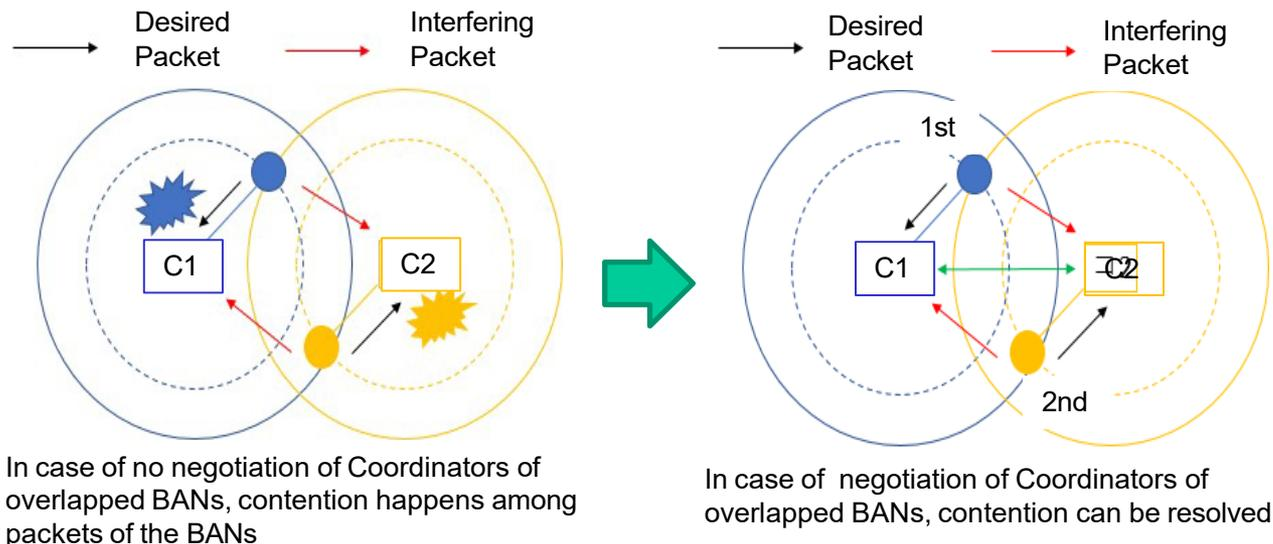 Desired
Packet
Interfering
Packet
C1
C2
In case of no negotiation of Coordinators of
overlapped BANs, contention happens among
packets of the BANs
Desired
Packet
Interfering
Packet
1st
C1
C2
2nd
In case of  negotiation of Coordinators of
overlapped BANs, contention can be resolved